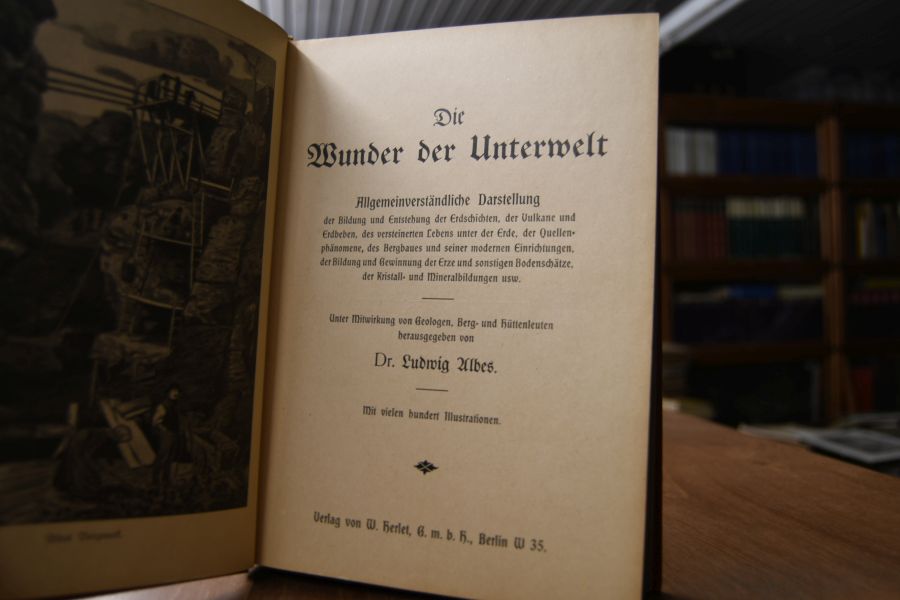 Die
Wunder der Unterwelt
Allgemeinverständliche Darstellung
der Bildung und Entstehung der Erdschichten, der Vulkane und
Erdbeben, des versteinerten Lebens unter der Erde, der Quellen-
phänomene, des Bergbaues und seiner modernen Einrichtungen,
der Bildung und Gewinnung der Erze und sonstigen Bodenschätze,
der Kristall- und Mineralbildungen usw.
Unter Mitwirkung von Geologen, Berg- und Hüttenleuten
herausgegeben von
Dr. Ludwig Albes.
Mit vielen hundert Illustrationen.
Verlag von W. Herlet, G. m. b. H., Berlin W 35.